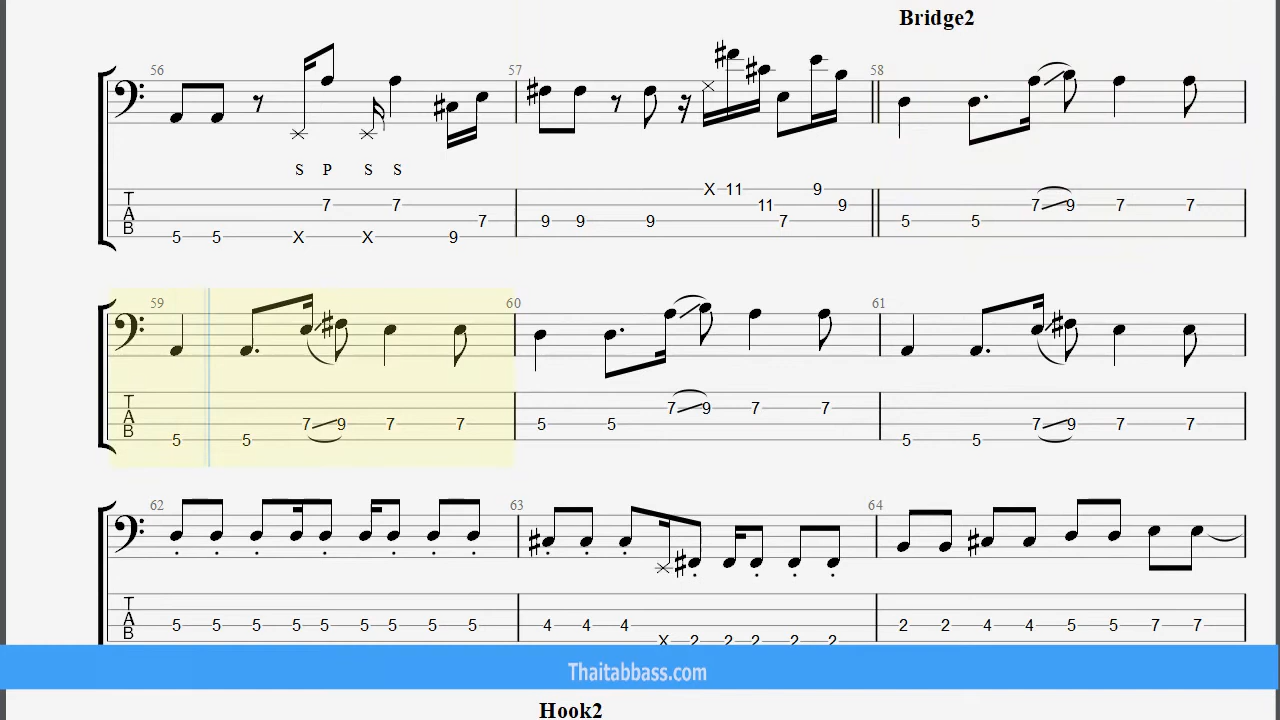 Bridge2
56 57 58
S P S S
T 7 7 X 11 9
A 11 9 7 9 7 7
B 7 9 9 9 7 5 5
5 5 X X 9
59 60 61
T 7 9 7 7
A 7 9 7 7 5 5 7 9 7 7
B 5 5 5 5
62 63 64
T
A 5 5 5 5 5 5 5 5 5 4 4 4 2 2 4 4 5 5 7 7
B X 2 2 2 2 2
Thaitabbass.com
Hook2